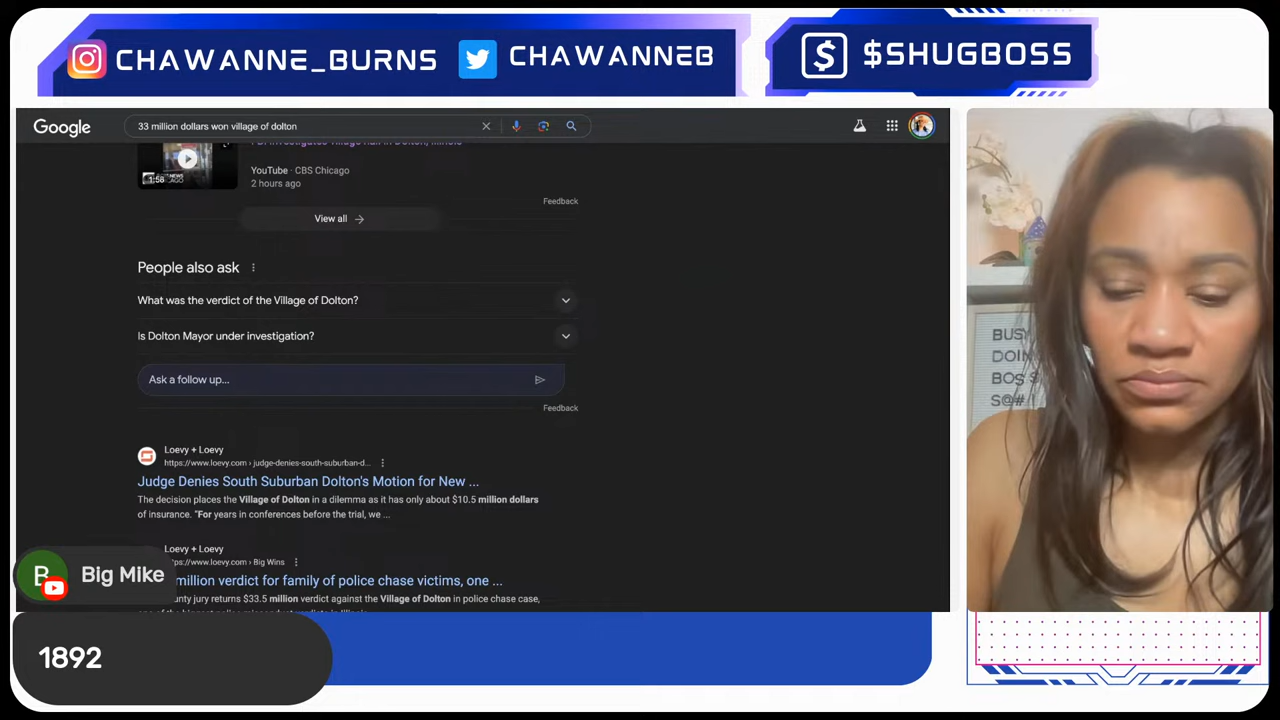 CHAWANNE_BURNS
CHAWANNEB
$SHUGBOSS
Google
33 million dollars won village of dolton
1:58
YouTube · CBS Chicago
2 hours ago
Feedback
View all
People also ask
What was the verdict of the Village of Dolton?
Is Dolton Mayor under investigation?
Ask a follow up...
Feedback
Loevy + Loevy
https://www.loevy.com › judge-denies-south-suburban-d...
Judge Denies South Suburban Dolton's Motion for New ...
The decision places the Village of Dolton in a dilemma as it has only about $10.5 million dollars
of insurance. "For years in conferences before the trial, we ...
Loevy + Loevy
.loevy.com › Big Wins
million verdict for family of police chase victims, one ...
jury returns $33.5 million verdict against the Village of Dolton in police chase case,
B
Big Mike
1892
BUSY
BOS
S@#